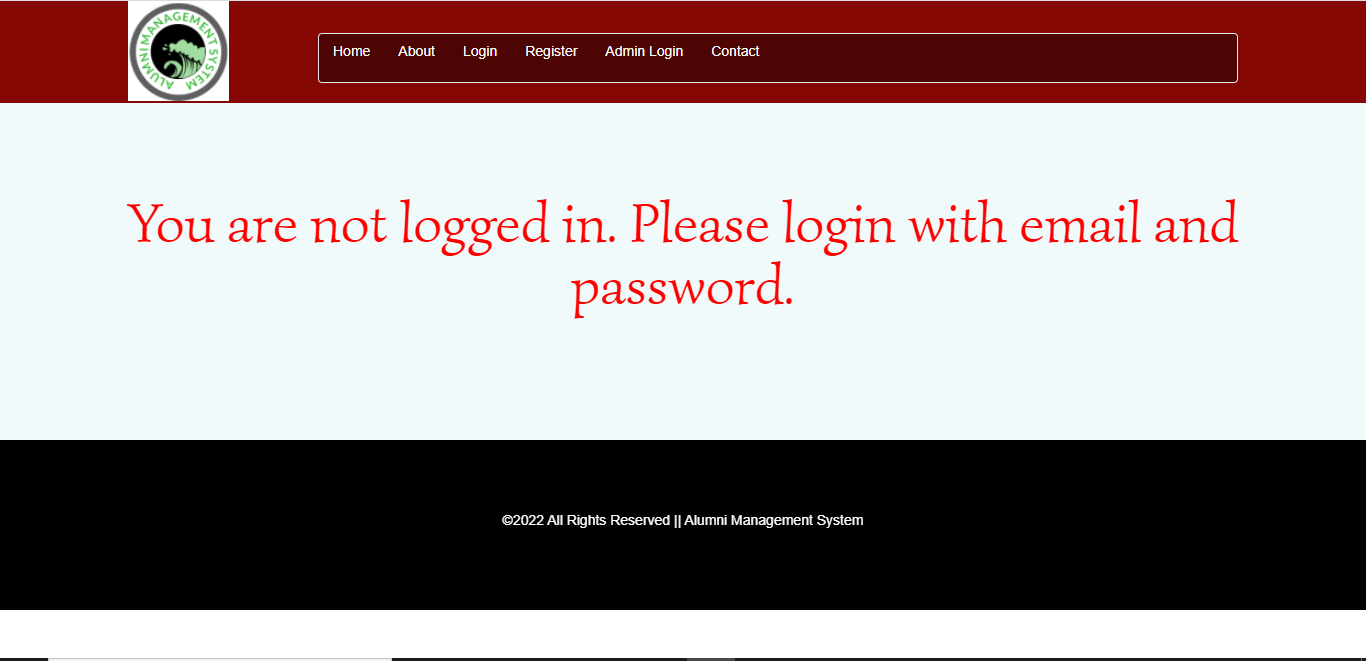 ALUMNI MANAGEMENT SYSTEM
Home About Login Register Admin Login Contact
You are not logged in. Please login with email and
password.
©2022 All Rights Reserved || Alumni Management System